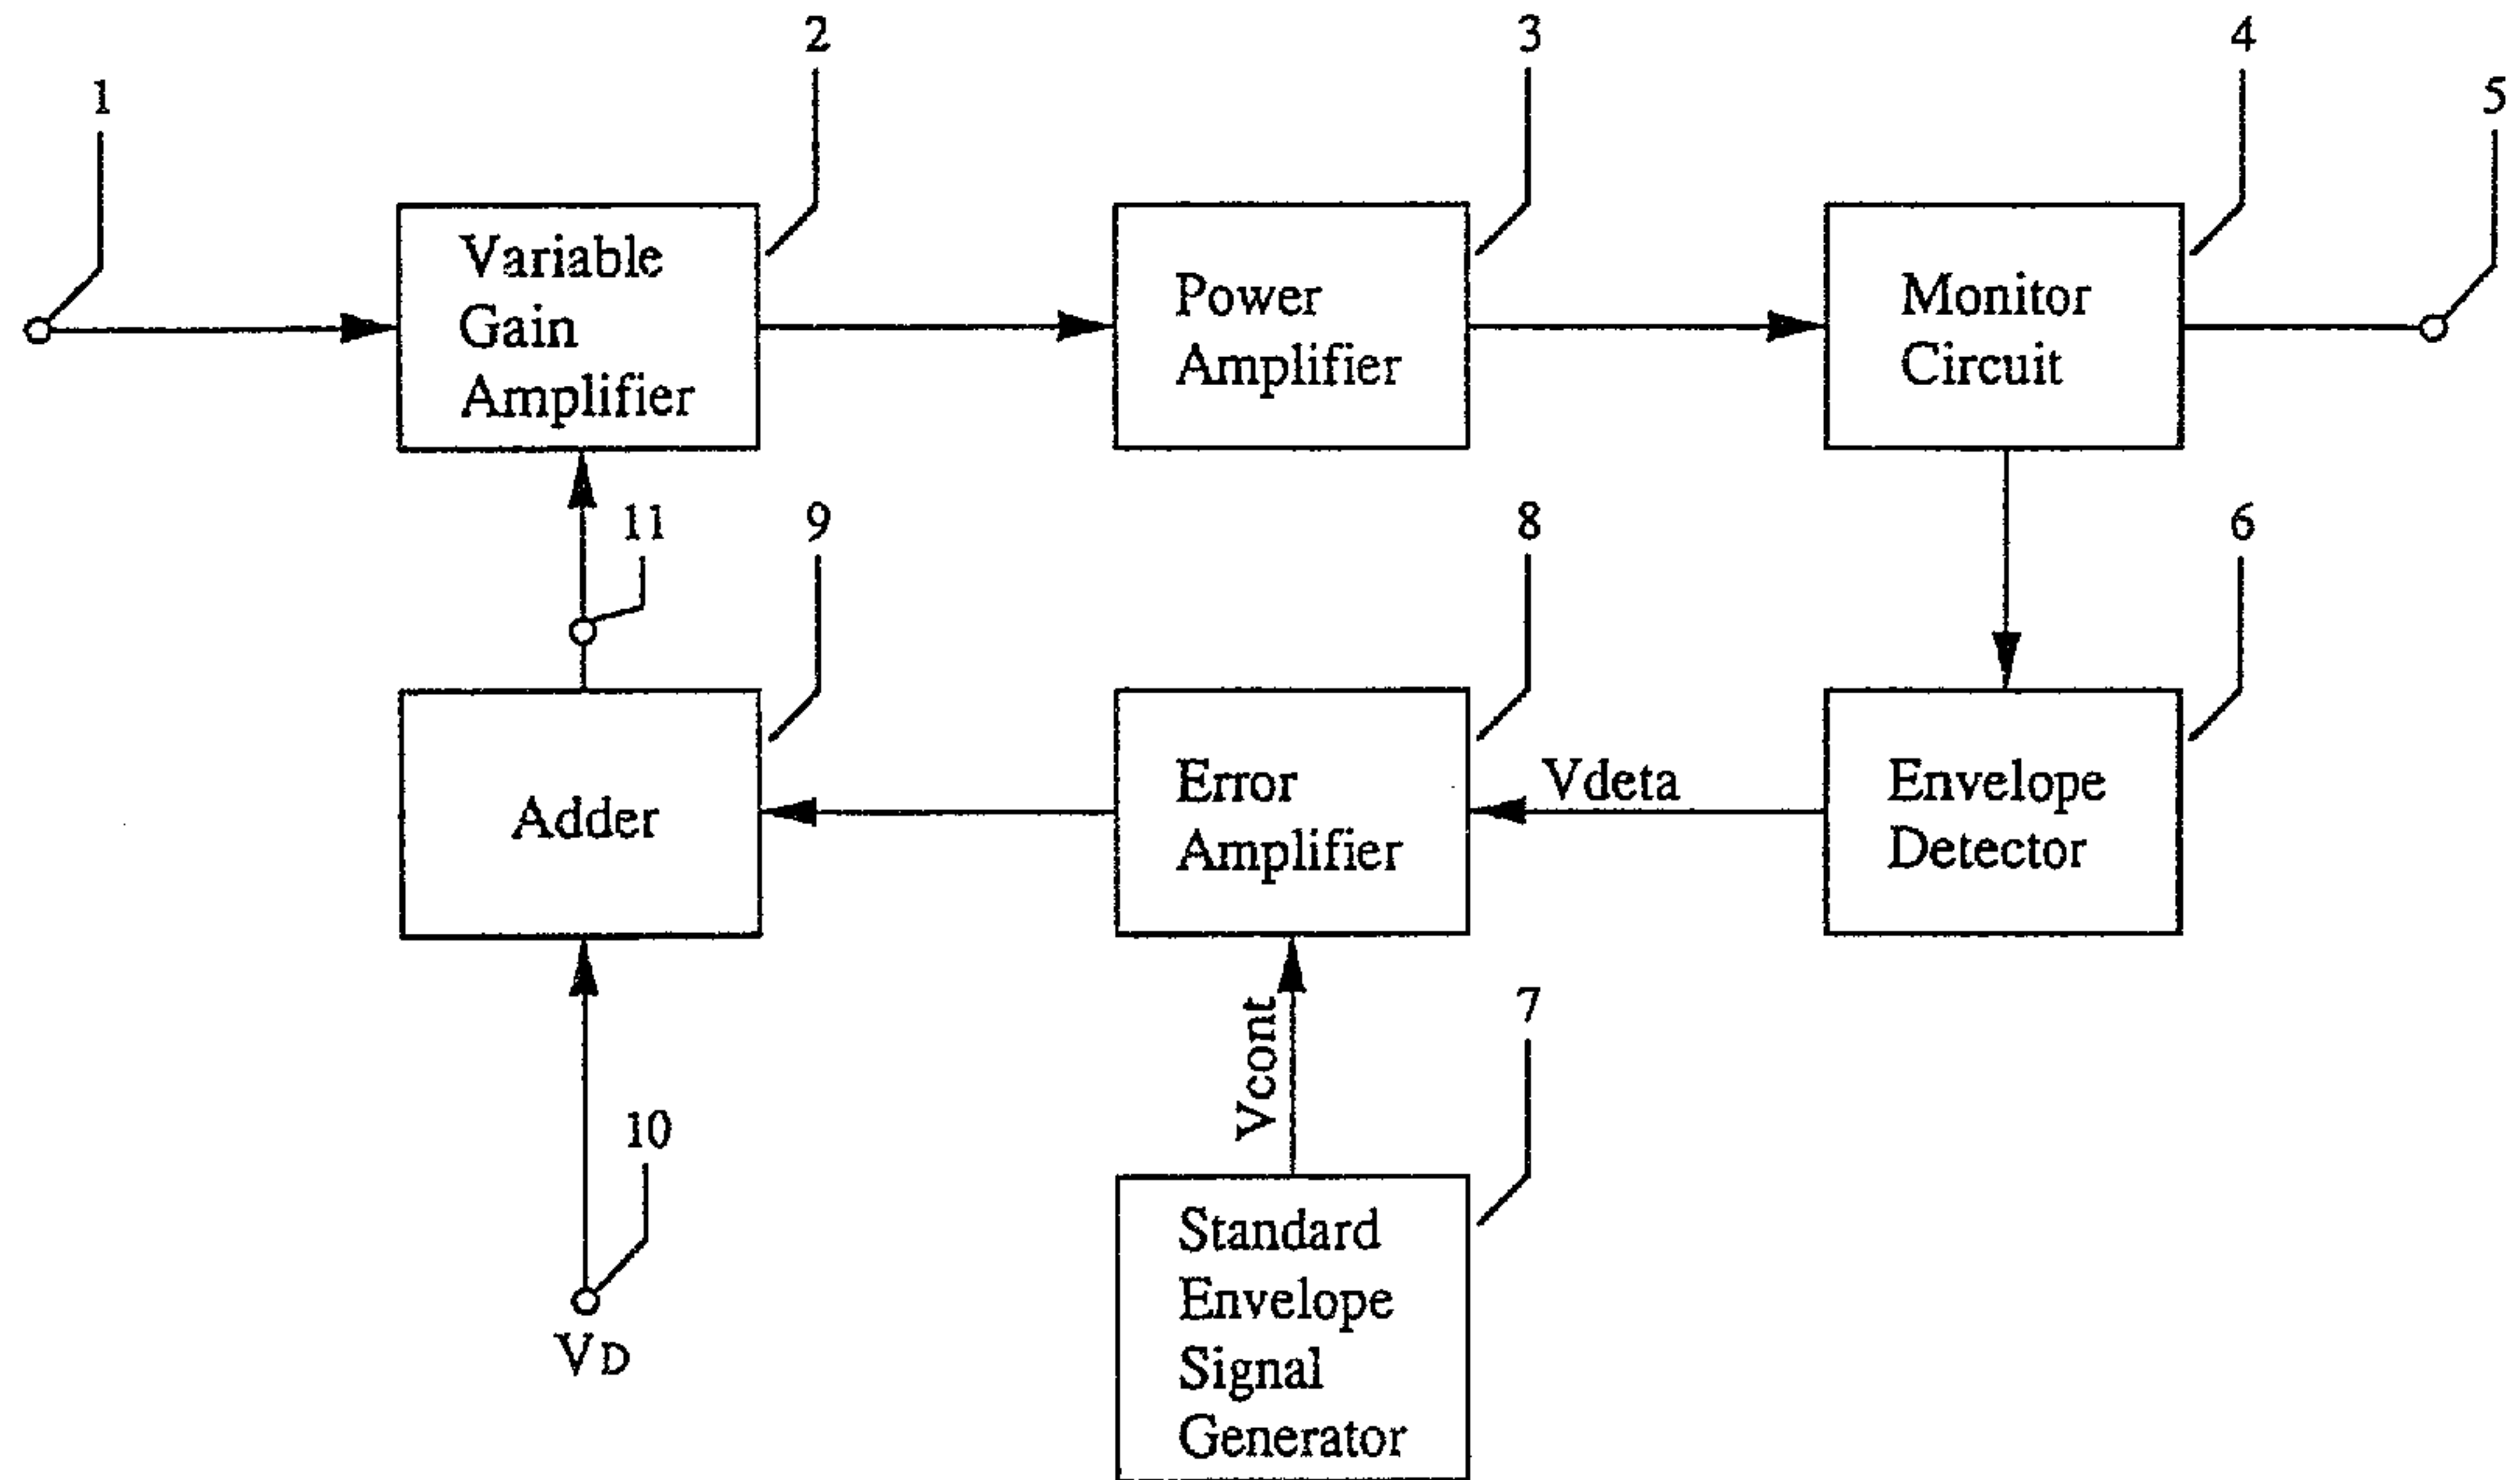 2
3
4
1
5
Variable
Gain
Amplifier
Power
Amplifier
Monitor
Circuit
11
9
8
6
Adder
Error
Amplifier
Vdeta
Envelope
Detector
7
Vcont
10
VD
Standard
Envelope
Signal
Generator